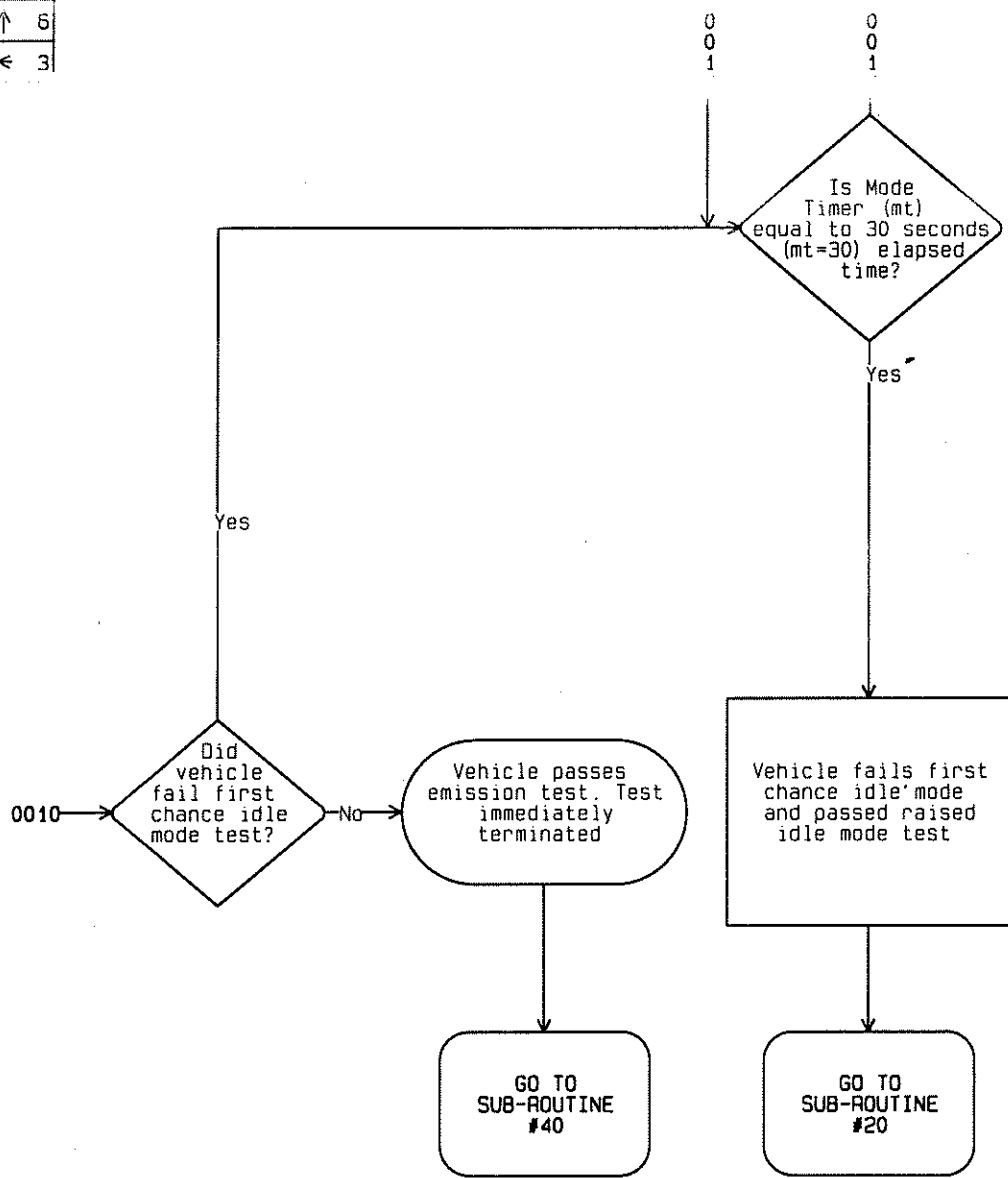 ↑ 6
← 3
0
0
1
0
0
1
Is Mode
Timer (mt)
equal to 30 seconds
(mt=30) elapsed
time?
Yes
Yes
0010
Did
vehicle
fail first
chance idle
mode test?
No
Vehicle passes
emission test. Test
immediately
terminated
Vehicle fails first
chance idle mode
and passed raised
idle mode test
GO TO
SUB-ROUTINE
#40
GO TO
SUB-ROUTINE
#20